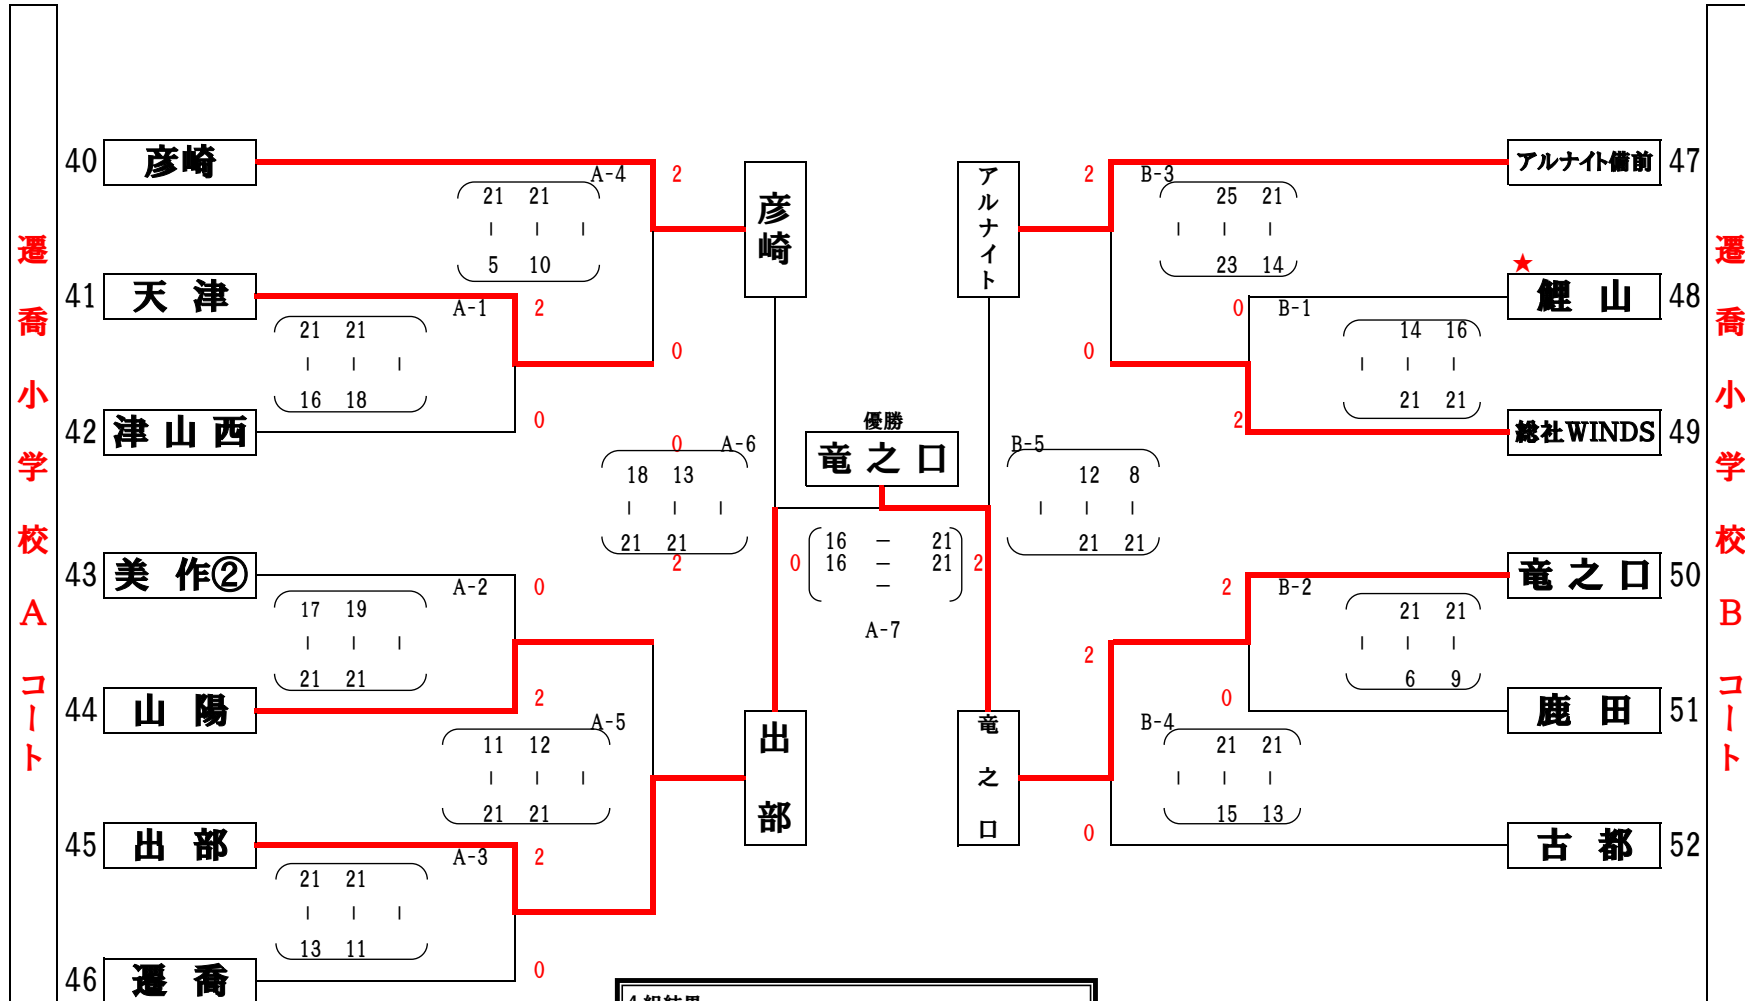 遷喬小学校Aコート
40 彦崎
A-4 2
21 21
5 10
41 天津
A-1 2
21 21
16 18
0
42 津山西
0
彦崎
0 A-6
18 13
21 21
2
43 美作②
A-2 0
17 19
21 21
44 山陽
2
A-5
11 12
21 21
45 出部
A-3 2
21 21
13 11
46 遷喬
0
出部
優勝
竜之口
0
16 － 21
16 － 21
－
2
A-7
アルナイト
2 B-3
25 21
23 14
アルナイト備前 47
★
鯉山 48
0 B-1
14 16
21 21
0
2
総社WINDS 49
B-5
12 8
21 21
竜之口 50
2 B-2
21 21
6 9
2
0
鹿田 51
竜之口
B-4
21 21
15 13
0
古都 52
遷喬小学校Bコート